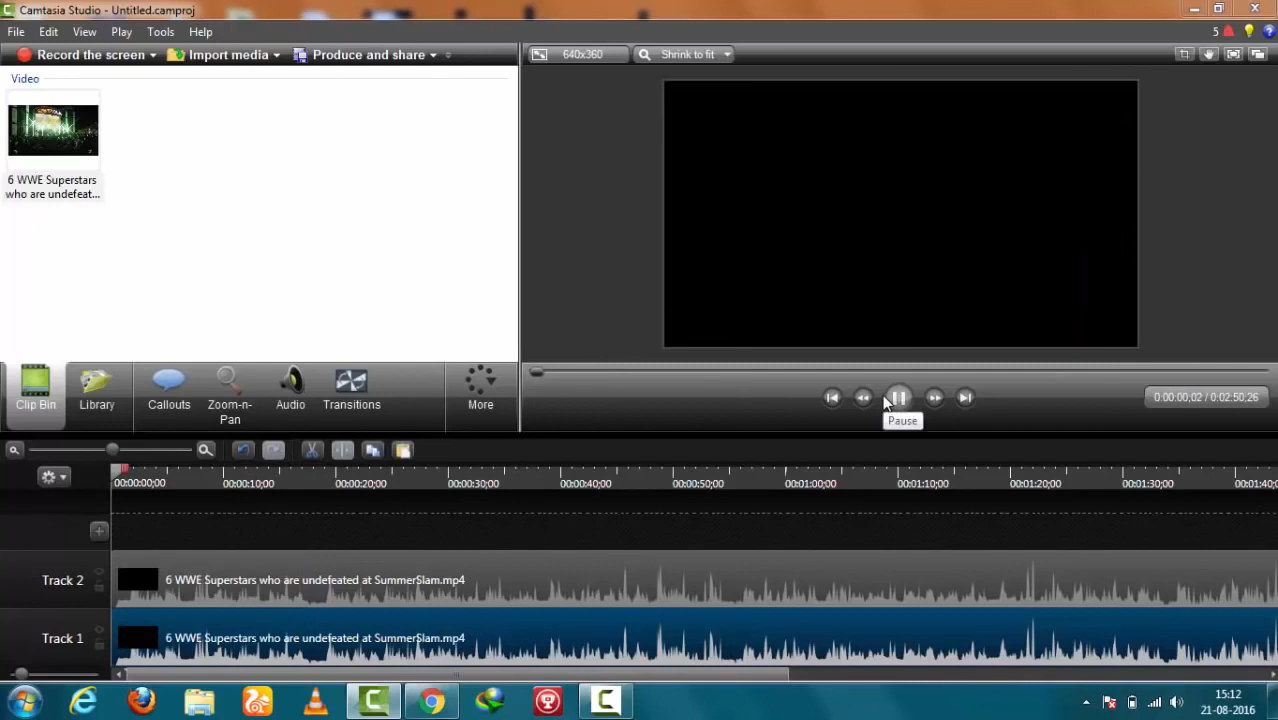 Camtasia Studio - Untitled.camproj
File Edit View Play Tools Help
5
Record the screen Import media Produce and share
640x360 Shrink to fit
Video
6 WWE Superstars
who are undefeat...
Clip Bin Library Callouts Zoom-n-
Pan Audio Transitions More
0:00:00;02 / 0:02:50;26
Pause
00:00:00;00 00:00:10;00 00:00:20;00 00:00:30;00 00:00:40;00 00:00:50;00 00:01:00;00 00:01:10;00 00:01:20;00 00:01:30;00 00:01:40;0
Track 2 6 WWE Superstars who are undefeated at SummerSlam.mp4
Track 1 6 WWE Superstars who are undefeated at SummerSlam.mp4
15:12
21-08-2016